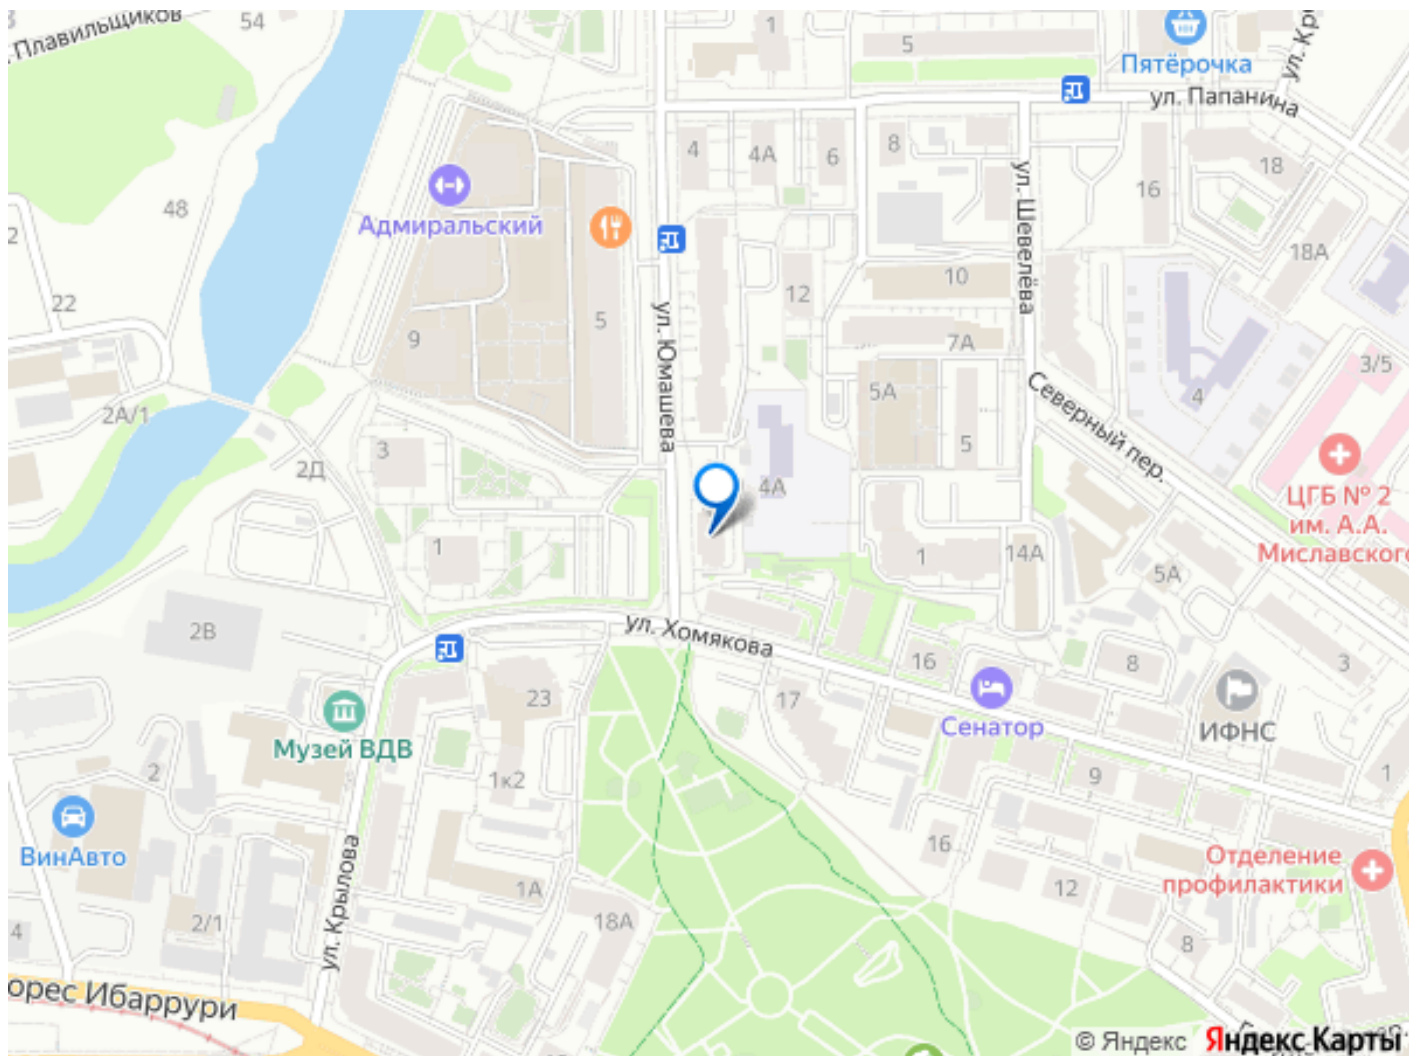 54
. Плавильщиков
1
5
Пятёрочка
ул. Кр
ул. Папанина
4
4А
6
8
16
18
Адмиральский
48
2
18А
22
ул. Юмашева
ул. Шевелёва
12
10
5
9
7А
3/5
2А/1
5А
4
Северный пер.
3
5
2Д
4А
ЦГБ № 2
им. А.А.
Миславского
1
1
14А
5А
2В
ул. Хомякова
16
8
3
23
17
Сенатор
ИФНС
Музей ВДВ
2
1к2
9
1
ВинАвто
ул. Крылова
16
Отделение
профилактики
1А
12
18А
2/1
4
8
орес Ибаррури
© Яндекс
Яндекс Карты